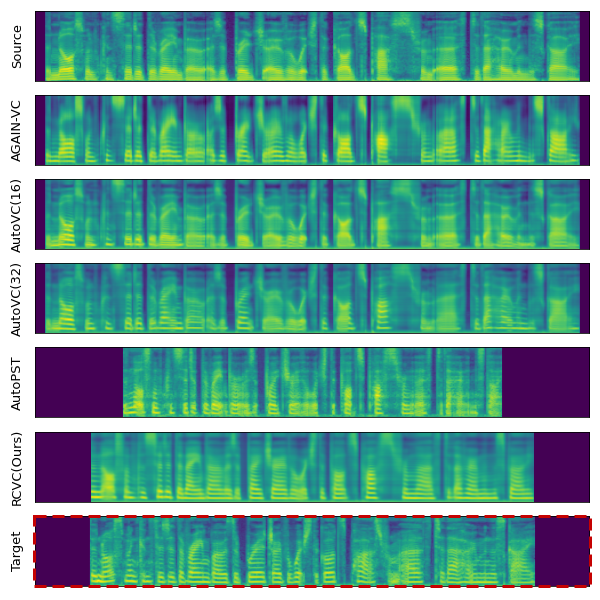 Source
AGAIN-VC
AutoVC(16)
AutoVC(32)
AutoPST
RCVC(Ours)
Target